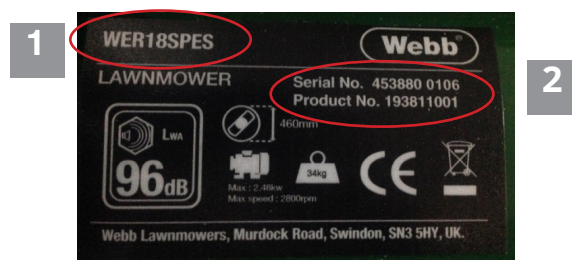 1
WER18SPES
Webb®
LAWNMOWER
Serial No. 453880 0106
Product No. 193811001
2
LWA
460mm
96dB
34kg
CE
Max : 2.48kw
Max speed : 2800rpm
Webb Lawnmowers, Murdock Road, Swindon, SN3 5HY, UK.